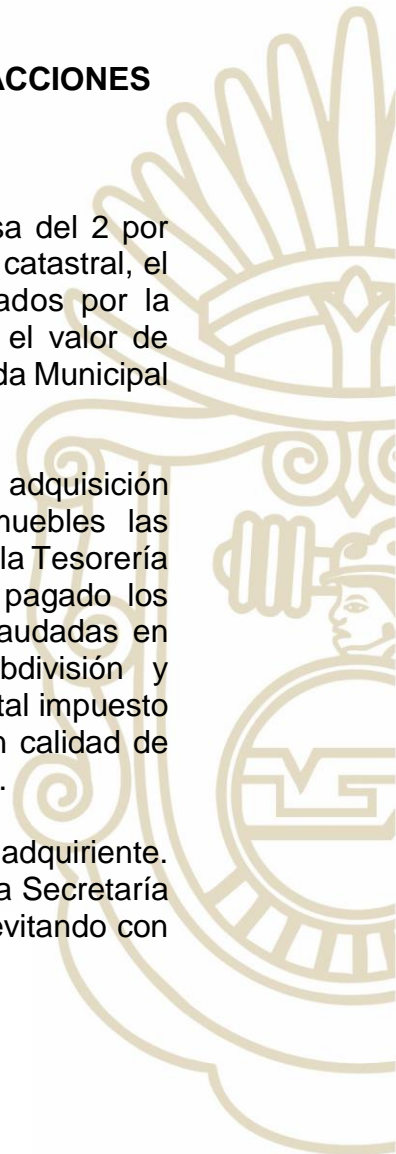 ACCIONES
sa del 2 por
catastral, el
ados por la
el valor de
da Municipal
adquisición
muebles las
la Tesorería
pagado los
audadas en
bdivisión y
tal impuesto
n calidad de
.
adquiriente.
a Secretaría
evitando con